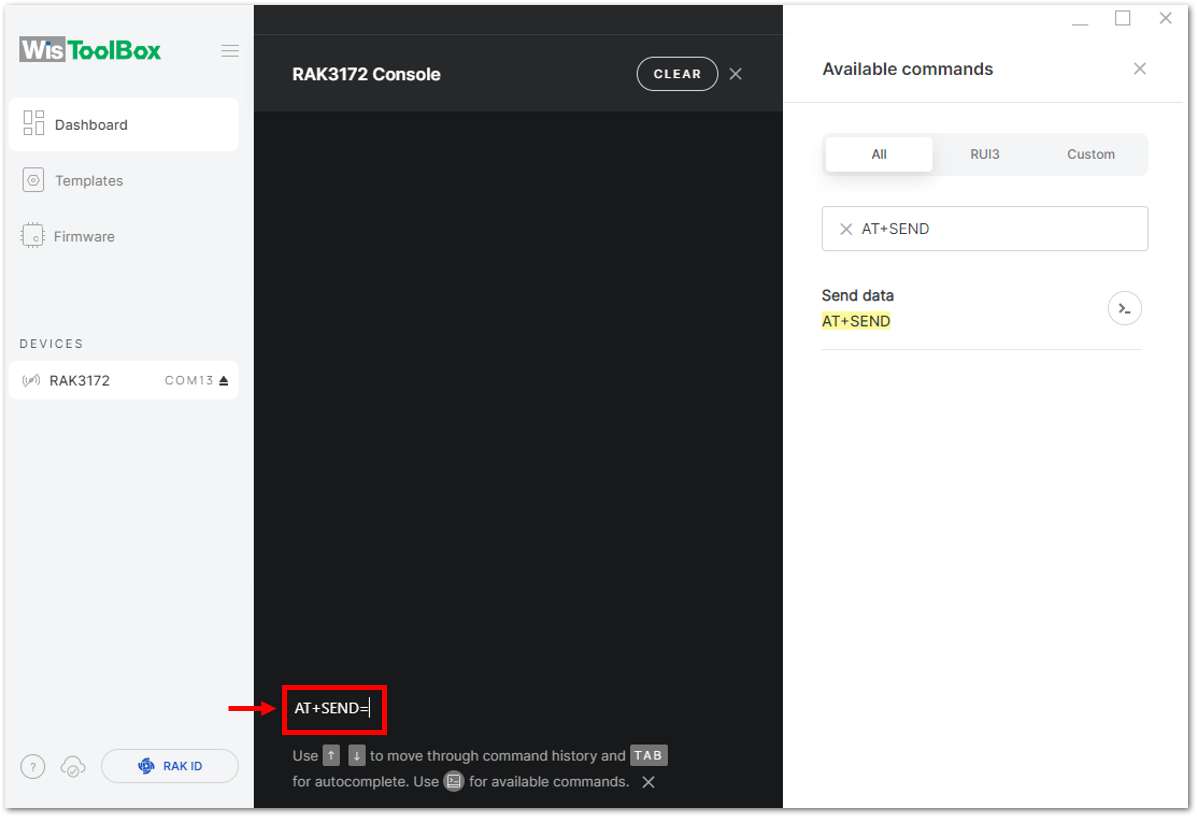 WisToolBox
Dashboard
Templates
Firmware
DEVICES
RAK3172 COM13
? RAK ID
RAK3172 Console CLEAR
AT+SEND=
Use ↑ ↓ to move through command history and TAB
for autocomplete. Use for available commands.
Available commands
All RUI3 Custom
AT+SEND
Send data
AT+SEND